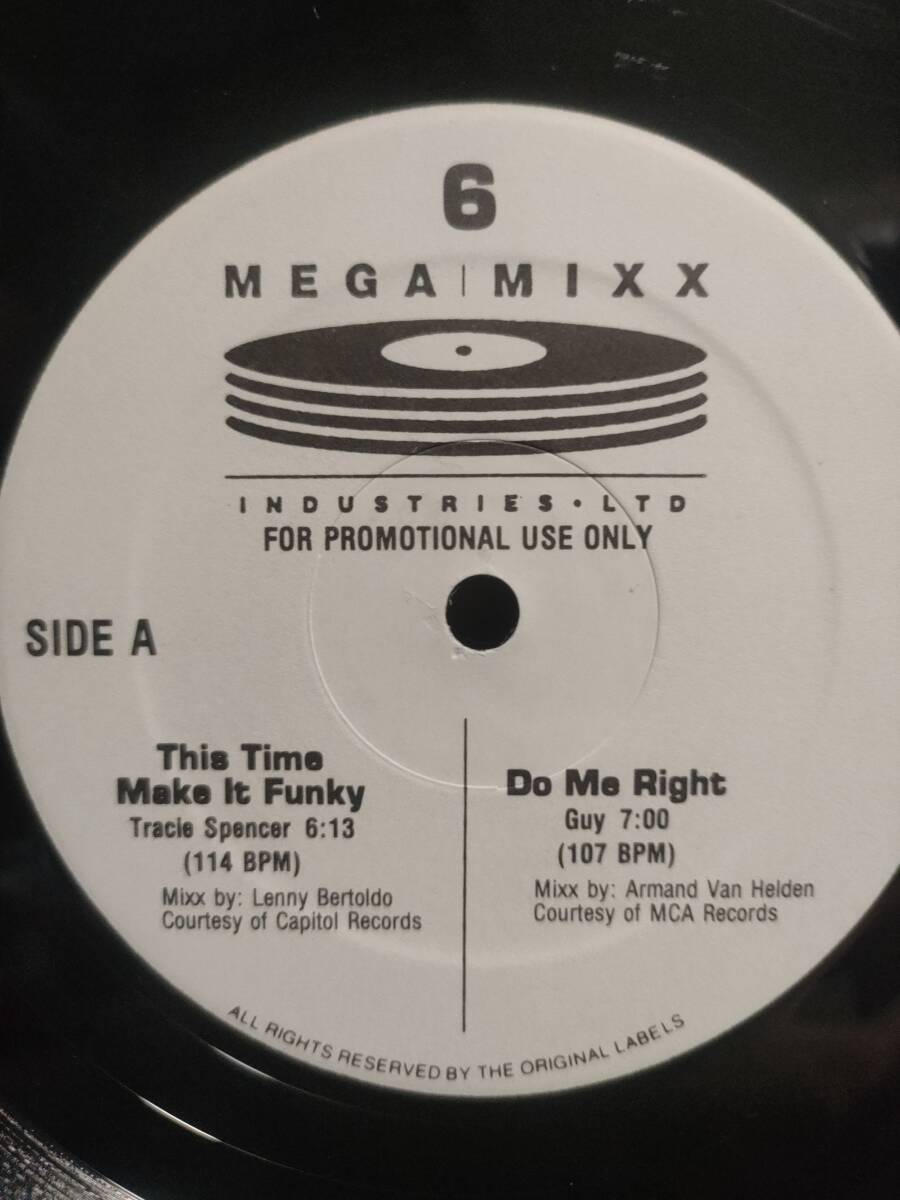 6
MEGA|MIXX
INDUSTRIES • LTD
FOR PROMOTIONAL USE ONLY
SIDE A
This Time
Make It Funky
Tracie Spencer 6:13
(114 BPM)
Mixx by: Lenny Bertoldo
Courtesy of Capitol Records
Do Me Right
Guy 7:00
(107 BPM)
Mixx by: Armand Van Helden
Courtesy of MCA Records
ALL RIGHTS RESERVED BY THE ORIGINAL LABELS